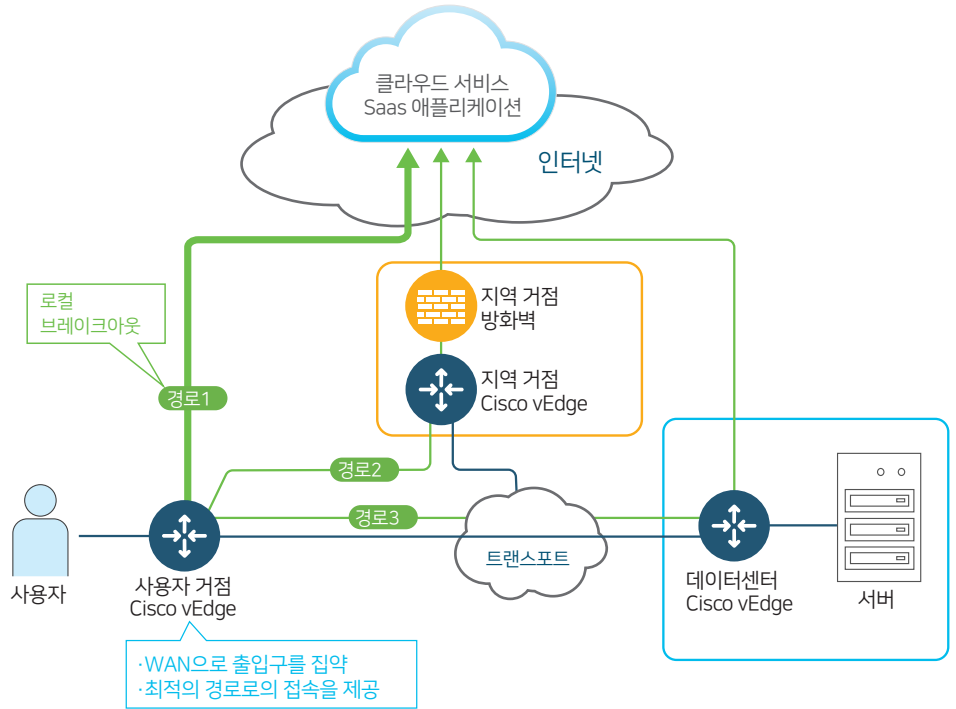 클라우드 서비스
Saas 애플리케이션
인터넷
로컬
브레이크아웃
지역 거점
방화벽
지역 거점
Cisco vEdge
경로1
경로2
경로3
트랜스포트
사용자
사용자 거점
Cisco vEdge
데이터센터
Cisco vEdge
서버
·WAN으로 출입구를 집약
·최적의 경로로의 접속을 제공